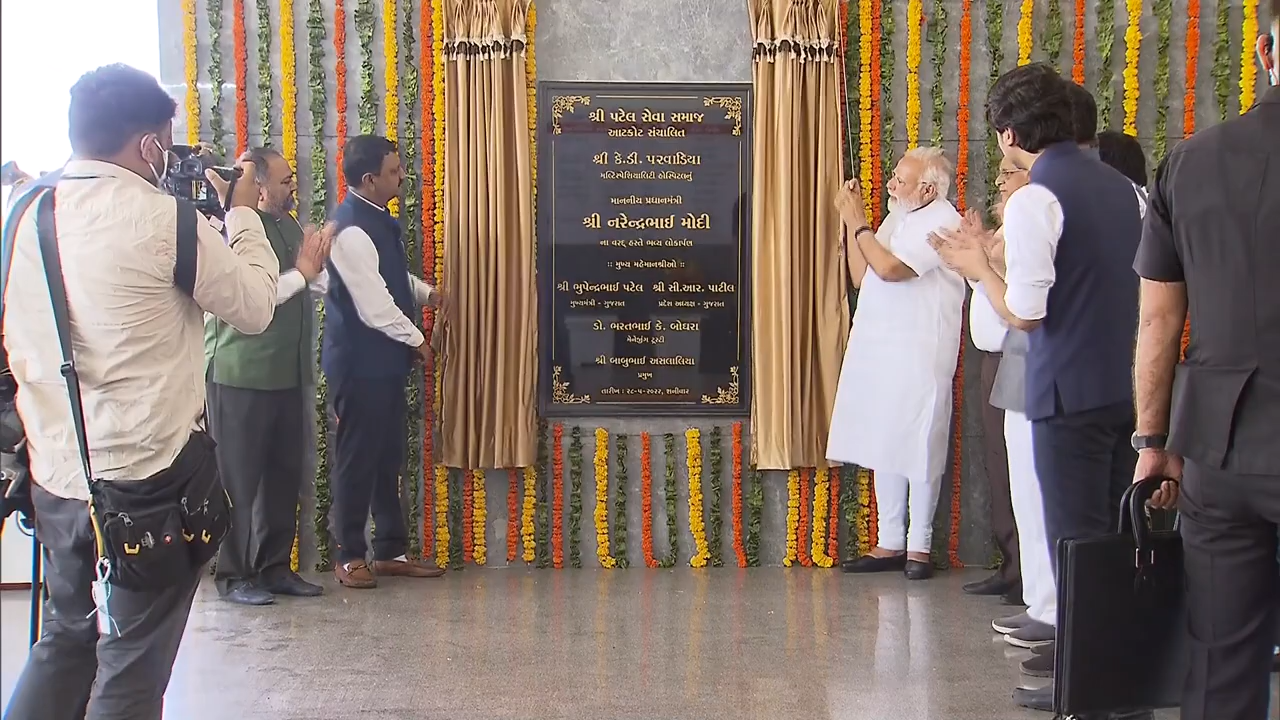 શ્રી પટેલ સેવા સમાજ
આટકોટ સંચાલિત
શ્રી કે.ડી. પરવાડિયા
મલ્ટિસ્પેશિયાલિટી હોસ્પિટલનું
માનનીય પ્રધાનમંત્રી
શ્રી નરેન્દ્રભાઈ મોદી
ના વરદ્ હસ્તે ભવ્ય લોકાર્પણ
:: મુખ્ય મહેમાનશ્રીઓ ::
શ્રી ભુપેન્દ્રભાઈ પટેલ શ્રી સી.આર. પાટીલ
મુખ્યમંત્રી - ગુજરાત પ્રદેશ અધ્યક્ષ - ગુજરાત
ડો. ભરતભાઈ કે. બોઘરા
મેનેજીંગ ટ્રસ્ટી
શ્રી બાબુભાઈ અસલાલિયા
પ્રમુખ
તારીખ : ૨૮-૫-૨૦૨૨, શનીવાર